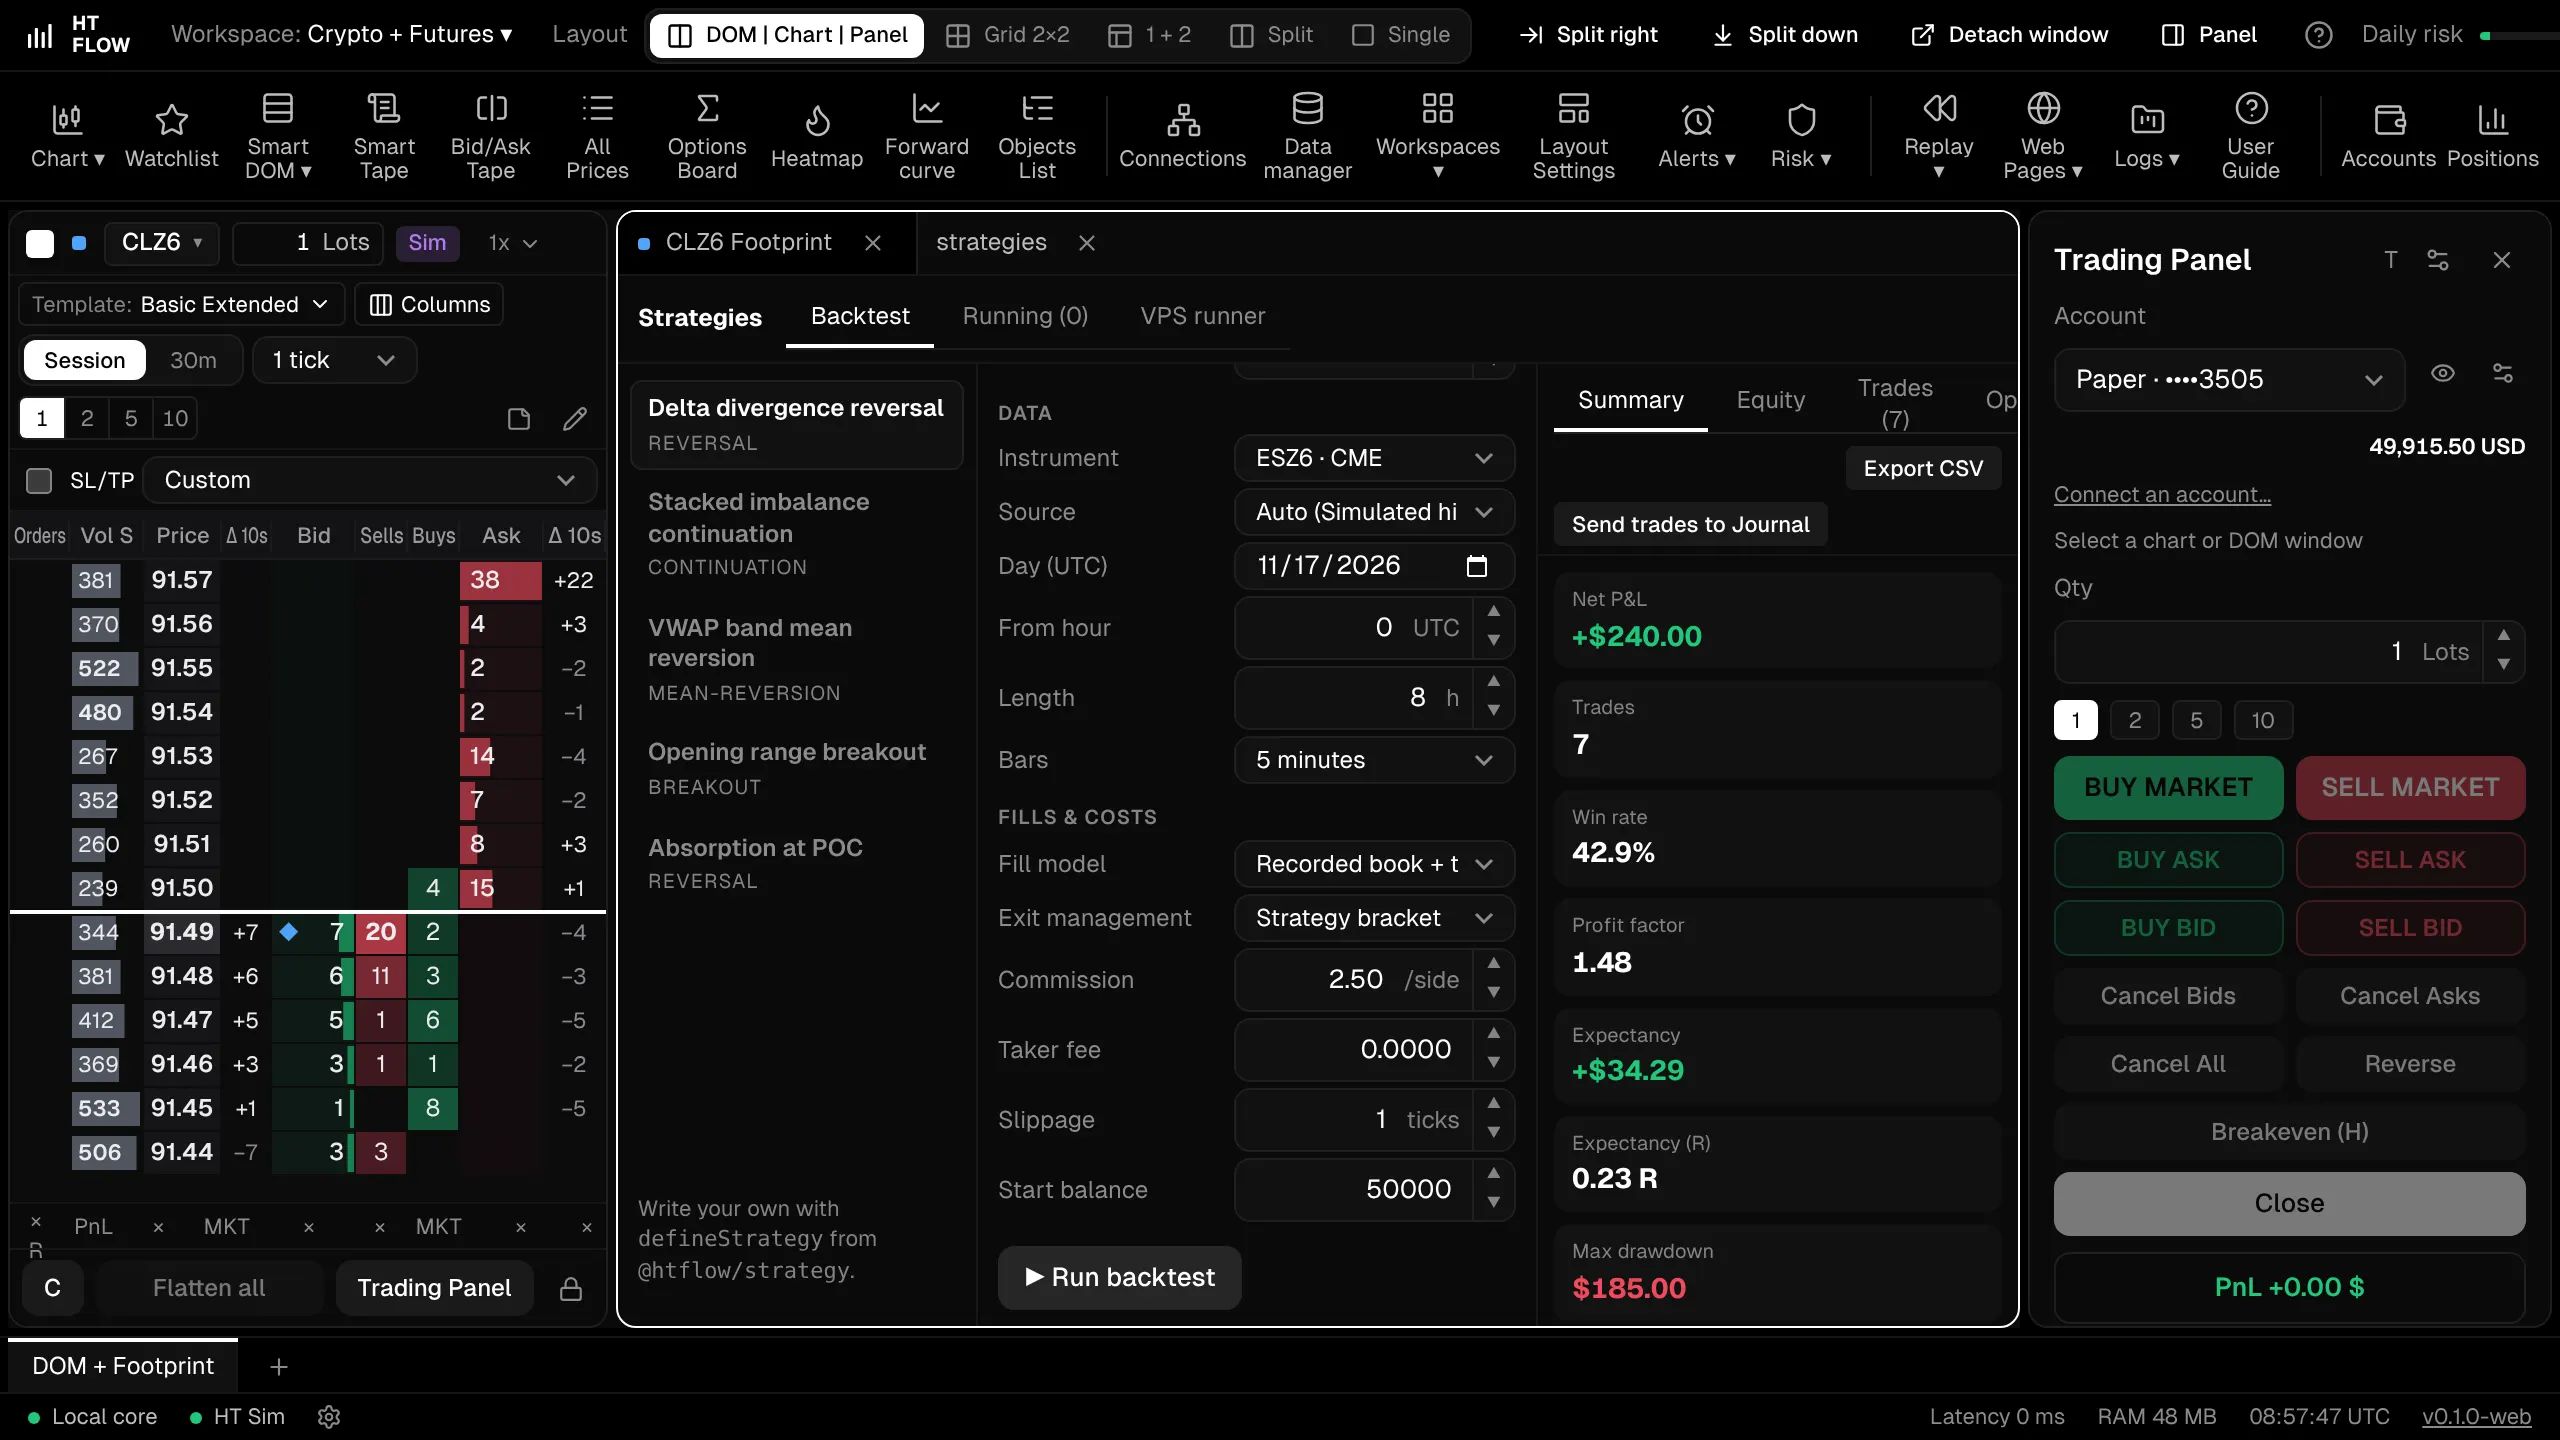 HT FLOW
Workspace: Crypto + Futures ▾
Layout
DOM | Chart | Panel
Grid 2×2
1 + 2
Split
Single
Split right
Split down
Detach window
Panel
Daily risk
Chart ▾
Watchlist
Smart DOM ▾
Smart Tape
Bid/Ask Tape
All Prices
Options Board
Heatmap
Forward curve
Objects List
Connections
Data manager
Workspaces ▾
Layout Settings
Alerts ▾
Risk ▾
Replay ▾
Web Pages ▾
Logs ▾
User Guide
Accounts
Positions
CLZ6 ▾
1 Lots
Sim
1x
Template: Basic Extended
Columns
Session
30m
1 tick
1 2 5 10
SL/TP
Custom
Orders Vol S Price Δ 10s Bid Sells Buys Ask Δ 10s
381 91.57 38 +22
370 91.56 4 +3
522 91.55 2 −2
480 91.54 2 −1
267 91.53 14 −4
352 91.52 7 −2
260 91.51 8 +3
239 91.50 4 15 +1
344 91.49 +7 7 20 2 −4
381 91.48 +6 6 11 3 −3
412 91.47 +5 5 1 6 −5
369 91.46 +3 3 1 1 −2
533 91.45 +1 1 8 −5
506 91.44 −7 3 3
× PnL × MKT × × MKT × ×
C
Flatten all
Trading Panel
CLZ6 Footprint ×
strategies ×
Strategies
Backtest
Running (0)
VPS runner
Delta divergence reversal
REVERSAL
Stacked imbalance
continuation
CONTINUATION
VWAP band mean
reversion
MEAN-REVERSION
Opening range breakout
BREAKOUT
Absorption at POC
REVERSAL
Write your own with
defineStrategy from
@htflow/strategy.
DATA
Instrument ESZ6 · CME
Source Auto (Simulated hi
Day (UTC) 11/17/2026
From hour 0 UTC
Length 8 h
Bars 5 minutes
FILLS & COSTS
Fill model Recorded book + t
Exit management Strategy bracket
Commission 2.50 /side
Taker fee 0.0000
Slippage 1 ticks
Start balance 50000
▶ Run backtest
Summary
Equity
Trades (7)
Op
Export CSV
Send trades to Journal
Net P&L
+$240.00
Trades
7
Win rate
42.9%
Profit factor
1.48
Expectancy
+$34.29
Expectancy (R)
0.23 R
Max drawdown
$185.00
Trading Panel
T
Account
Paper · ••••3505
49,915.50 USD
Connect an account…
Select a chart or DOM window
Qty
1 Lots
1 2 5 10
BUY MARKET SELL MARKET
BUY ASK SELL ASK
BUY BID SELL BID
Cancel Bids Cancel Asks
Cancel All Reverse
Breakeven (H)
Close
PnL +0.00 $
DOM + Footprint +
Local core
HT Sim
Latency 0 ms
RAM 48 MB
08:57:47 UTC
v0.1.0-web